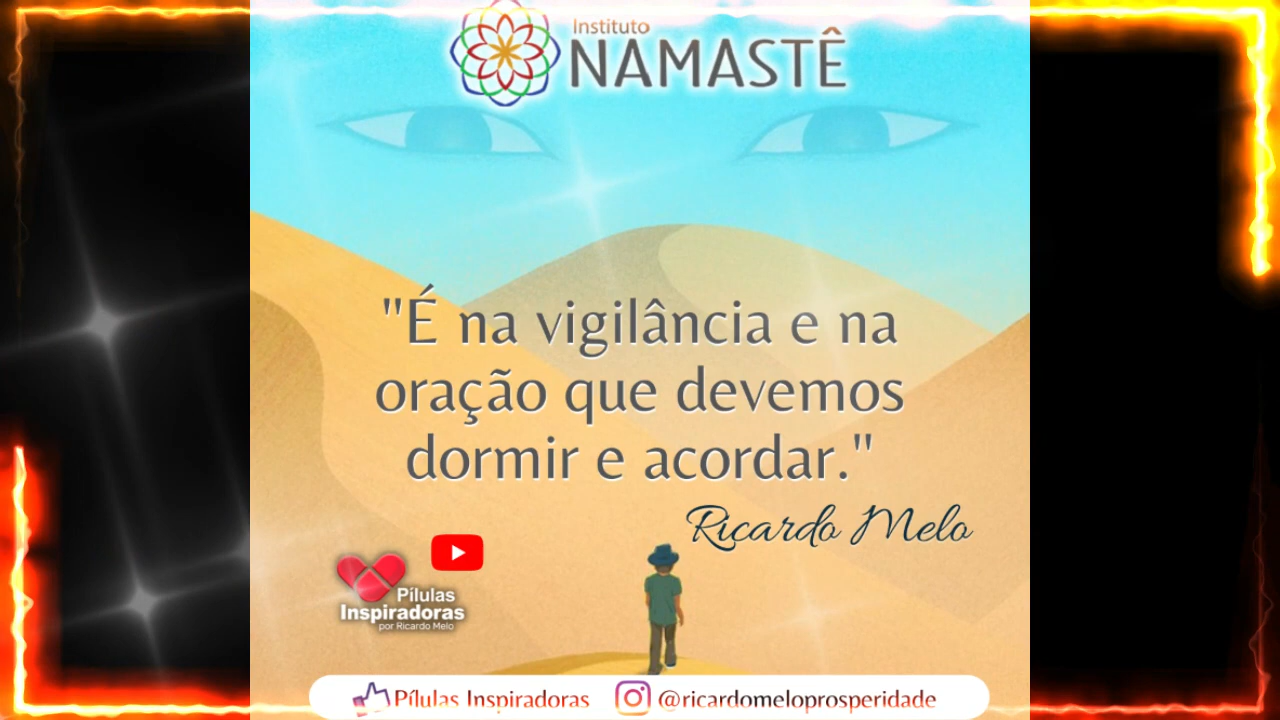 Instituto
NAMASTÊ
"É na vigilância e na
oração que devemos
dormir e acordar."
Ricardo Melo
Pílulas
Inspiradoras
por Ricardo Melo
Pílulas Inspiradoras @ricardomeloprosperidade